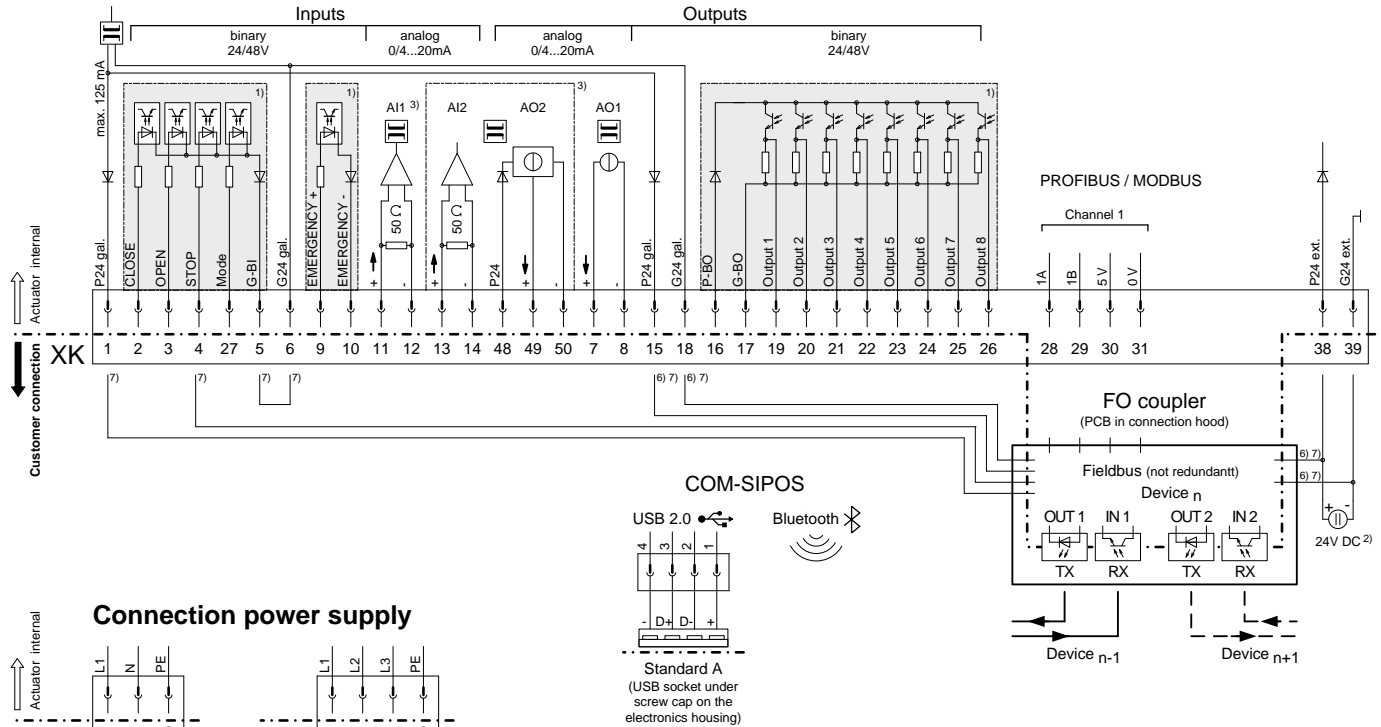 Inputs
Outputs
binary
24/48V
analog
0/4...20mA
analog
0/4...20mA
binary
24/48V
max. 125 mA
1)
1)
AI1 3)
AI2
AO2
3)
AO1
1)
50 Ω
50 Ω
PROFIBUS / MODBUS
Channel 1
Actuator internal
P24 gal.
CLOSE
OPEN
STOP
Mode
G-BI
G24 gal.
EMERGENCY +
EMERGENCY -
+
-
+
-
P24
+
-
+
-
P24 gal.
G24 gal.
P-BO
G-BO
Output 1
Output 2
Output 3
Output 4
Output 5
Output 6
Output 7
Output 8
1A
1B
5 V
0 V
P24 ext.
G24 ext.
XK 1 2 3 4 27 5 6 9 10 11 12 13 14 48 49 50 7 8 15 18 16 17 19 20 21 22 23 24 25 26 28 29 30 31 38 39
Customer connection
7) 7) 7) 7) 6) 7) 6) 7)
FO coupler
(PCB in connection hood)
6) 7)
Fieldbus (not redundantt)
6) 7)
Device n
OUT 1 IN 1 OUT 2 IN 2
TX RX TX RX
+ -
24V DC 2)
Device n-1
Device n+1
COM-SIPOS
USB 2.0
Bluetooth
4 3 2 1
- D+ D- +
Standard A
(USB socket under
screw cap on the
electronics housing)
Connection power supply
Actuator internal
L1 N PE
L1 L2 L3 PE